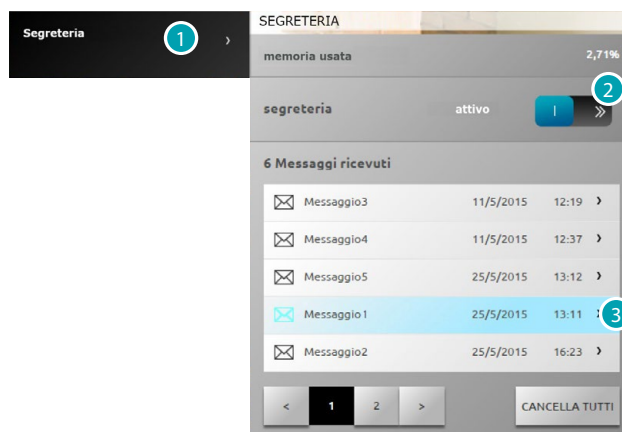 Segreteria 1 ›
SEGRETERIA
memoria usata 2,71%
2
segreteria attivo I »
6 Messaggi ricevuti
Messaggio3 11/5/2015 12:19 ›
Messaggio4 11/5/2015 12:37 ›
Messaggio5 25/5/2015 13:12 ›
Messaggio1 25/5/2015 13:11 3
Messaggio2 25/5/2015 16:23 ›
< 1 2 > CANCELLA TUTTI